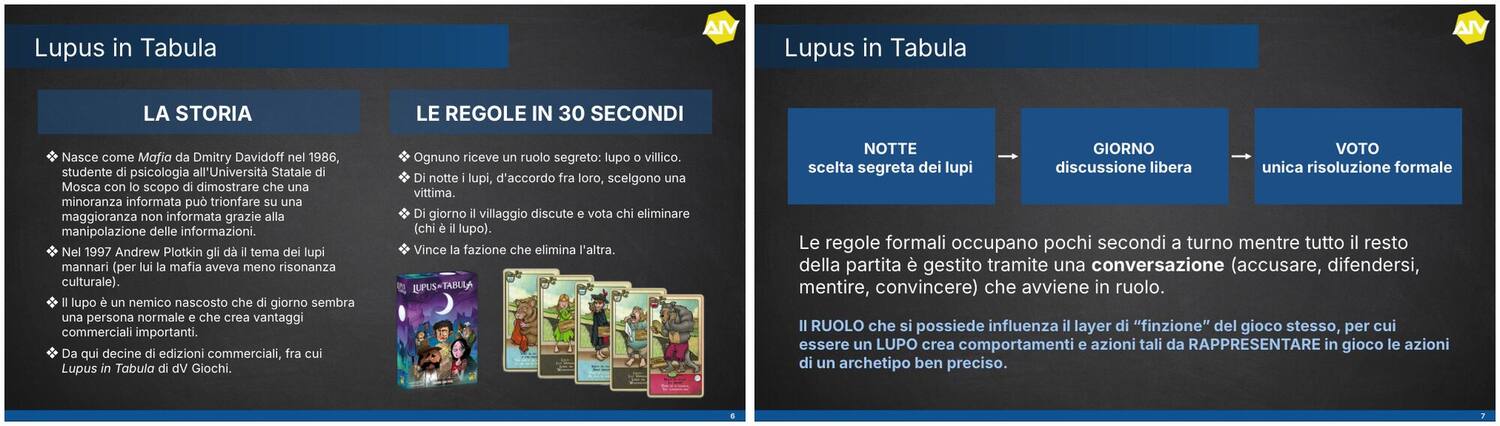 Lupus in Tabula
AIV
LA STORIA
❖ Nasce come Mafia da Dmitry Davidoff nel 1986,
studente di psicologia all'Università Statale di
Mosca con lo scopo di dimostrare che una
minoranza informata può trionfare su una
maggioranza non informata grazie alla
manipolazione delle informazioni.
❖ Nel 1997 Andrew Plotkin gli dà il tema dei lupi
mannari (per lui la mafia aveva meno risonanza
culturale).
❖ Il lupo è un nemico nascosto che di giorno sembra
una persona normale e che crea vantaggi
commerciali importanti.
❖ Da qui decine di edizioni commerciali, fra cui
Lupus in Tabula di dV Giochi.
LE REGOLE IN 30 SECONDI
❖ Ognuno riceve un ruolo segreto: lupo o villico.
❖ Di notte i lupi, d'accordo fra loro, scelgono una
vittima.
❖ Di giorno il villaggio discute e vota chi eliminare
(chi è il lupo).
❖ Vince la fazione che elimina l'altra.
LUPUS IN TABULA
6
Lupus in Tabula
AIV
NOTTE
scelta segreta dei lupi
GIORNO
discussione libera
VOTO
unica risoluzione formale
Le regole formali occupano pochi secondi a turno mentre tutto il resto
della partita è gestito tramite una conversazione (accusare, difendersi,
mentire, convincere) che avviene in ruolo.
Il RUOLO che si possiede influenza il layer di “finzione” del gioco stesso, per cui
essere un LUPO crea comportamenti e azioni tali da RAPPRESENTARE in gioco le azioni
di un archetipo ben preciso.
7